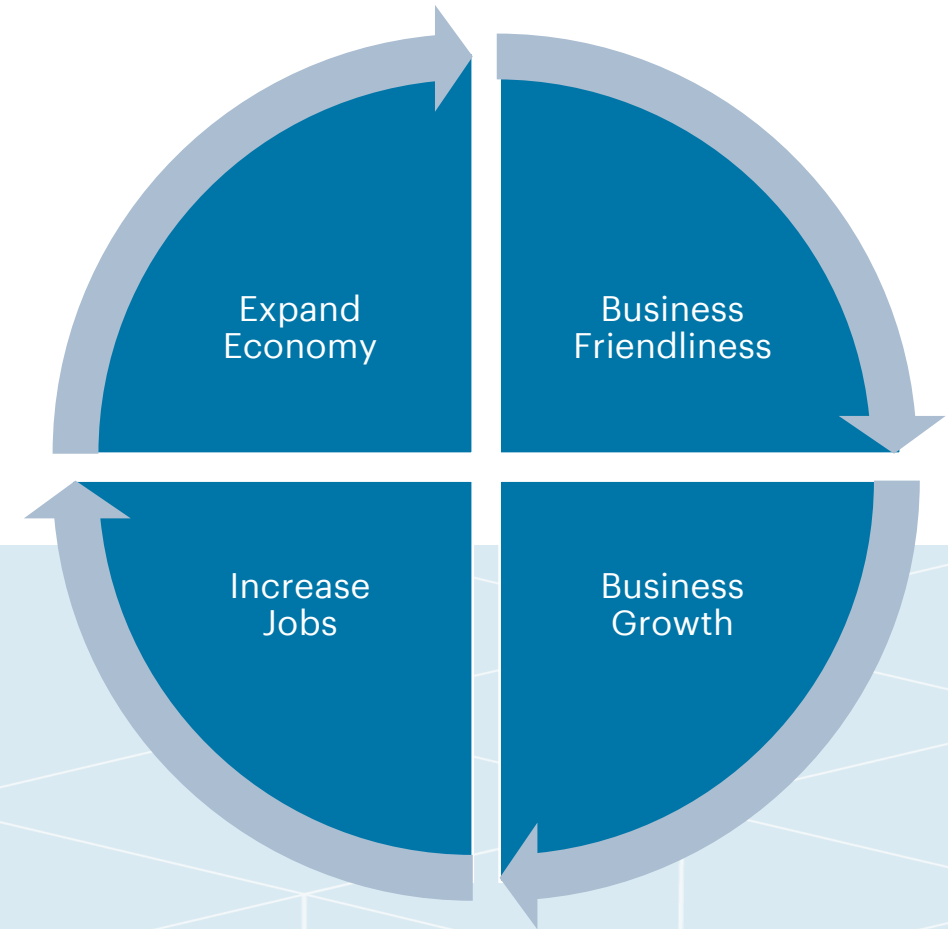 Expand
Economy
Business
Friendliness
Increase
Jobs
Business
Growth